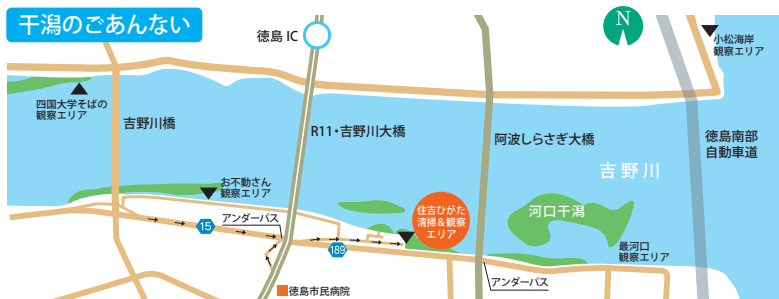 干潟のごあんない
徳島 IC
N
小松海岸
観察エリア
四国大学そばの
観察エリア
吉野川橋
R11・吉野川大橋
阿波しらさぎ大橋
徳島南部
自動車道
吉野川
お不動さん
観察エリア
住吉ひがた
清掃&観察
エリア
河口干潟
アンダーパス
15
189
最河口
観察エリア
アンダーパス
徳島市民病院